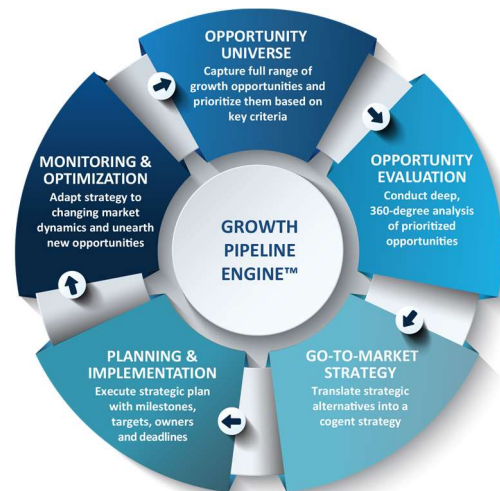 OPPORTUNITY
UNIVERSE
Capture full range of
growth opportunities and
prioritize them based on
key criteria
OPPORTUNITY
EVALUATION
Conduct deep,
360-degree analysis
of prioritized
opportunities
GO-TO-MARKET
STRATEGY
Translate strategic
alternatives into a
cogent strategy
PLANNING &
IMPLEMENTATION
Execute strategic plan
with milestones,
targets, owners
and deadlines
MONITORING &
OPTIMIZATION
Adapt strategy to
changing market
dynamics and unearth
new opportunities
GROWTH
PIPELINE
ENGINE™